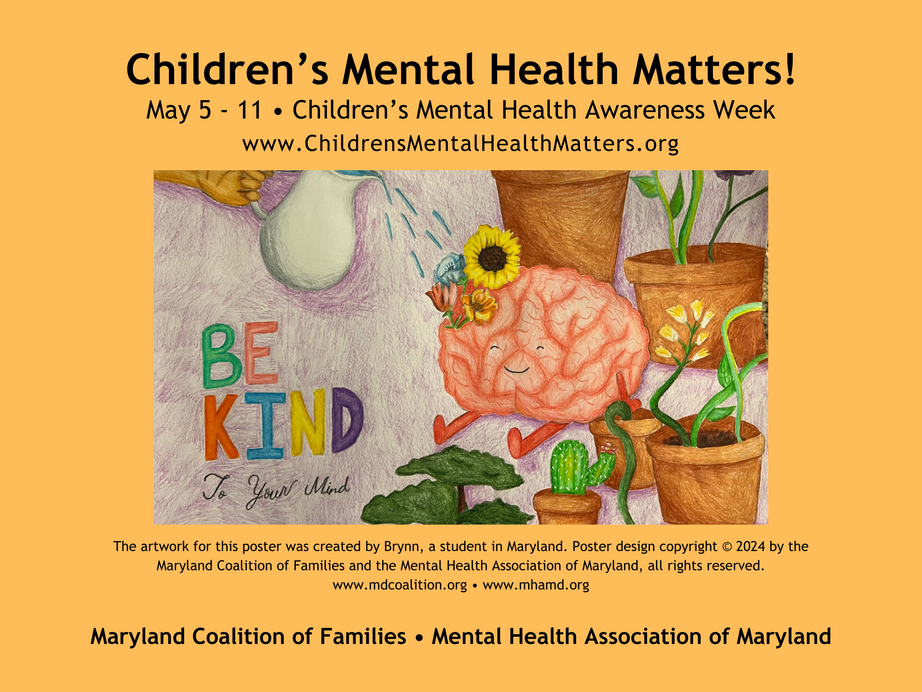 Children’s Mental Health Matters!
May 5 - 11 • Children’s Mental Health Awareness Week
www.ChildrensMentalHealthMatters.org
BE
KIND
To Your Mind
The artwork for this poster was created by Brynn, a student in Maryland. Poster design copyright © 2024 by the
Maryland Coalition of Families and the Mental Health Association of Maryland, all rights reserved.
www.mdcoalition.org • www.mhamd.org
Maryland Coalition of Families • Mental Health Association of Maryland